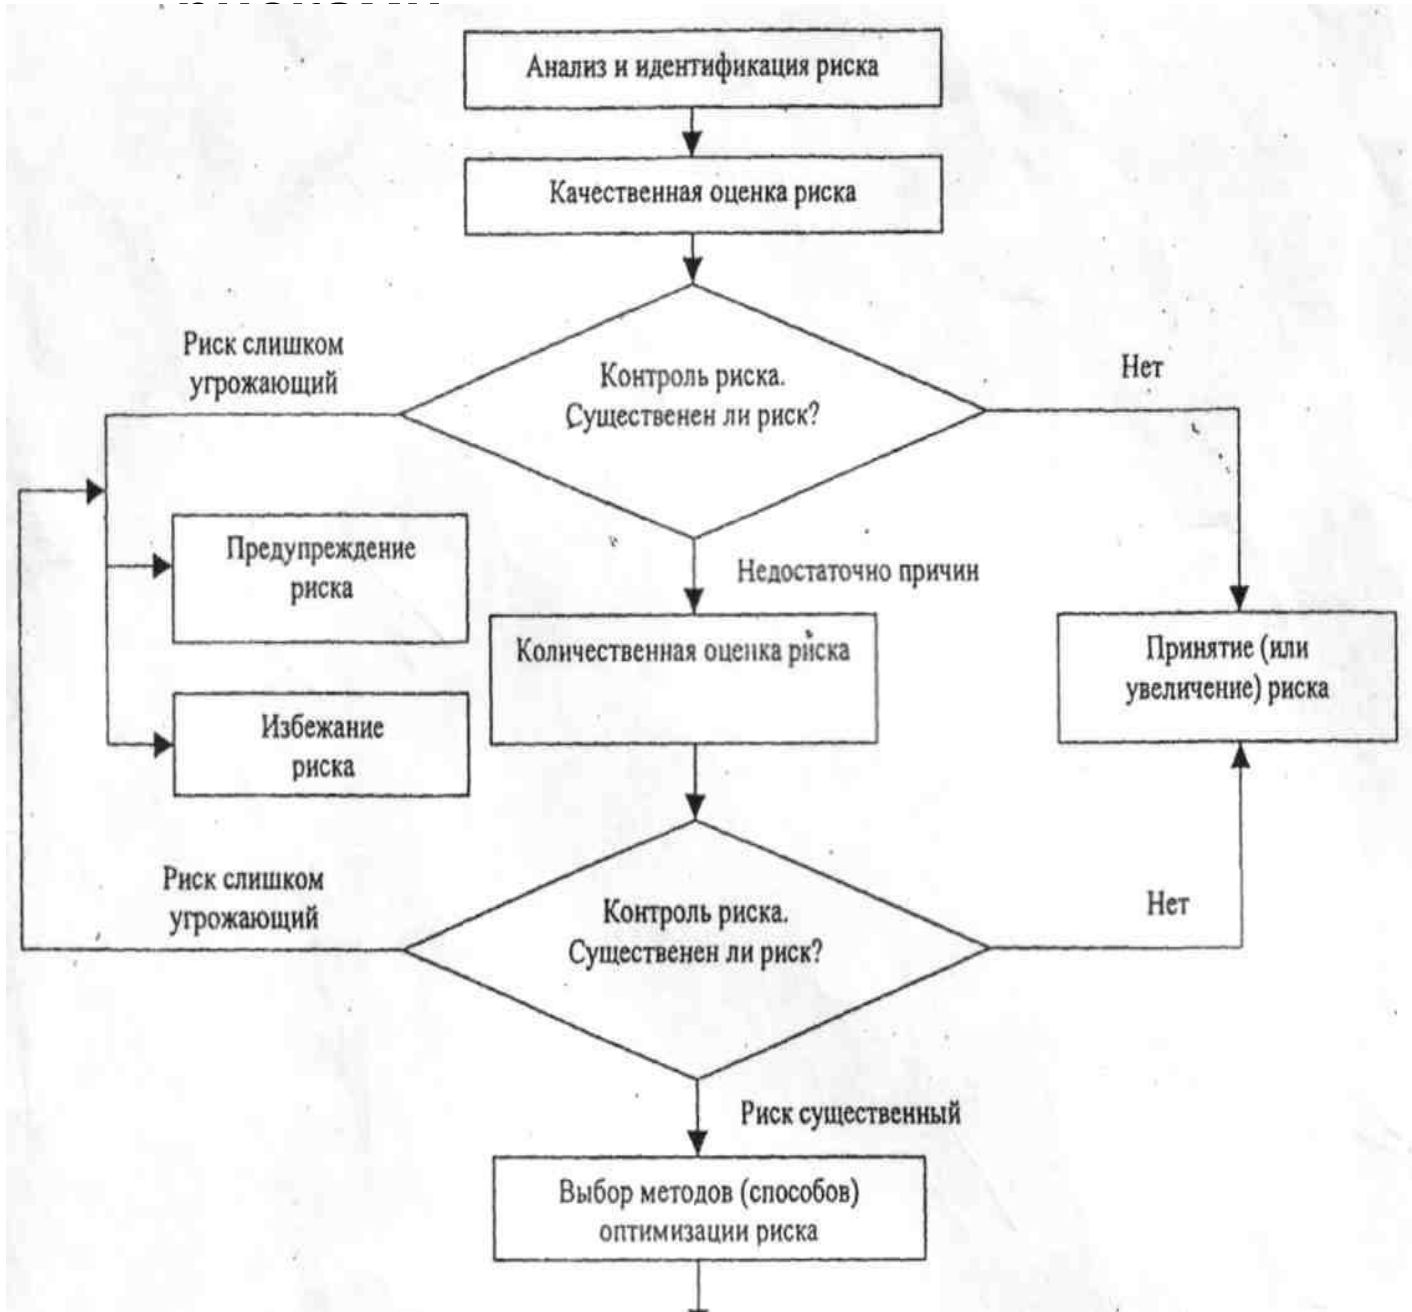 Анализ и идентификация риска
Качественная оценка риска
Риск слишком
угрожающий
Контроль риска.
Существенен ли риск?
Нет
Предупреждение
риска
Недостаточно причин
Количественная оценка риска
Принятие (или
увеличение) риска
Избежание
риска
Риск слишком
угрожающий
Контроль риска.
Существенен ли риск?
Нет
Риск существенный
Выбор методов (способов)
оптимизации риска